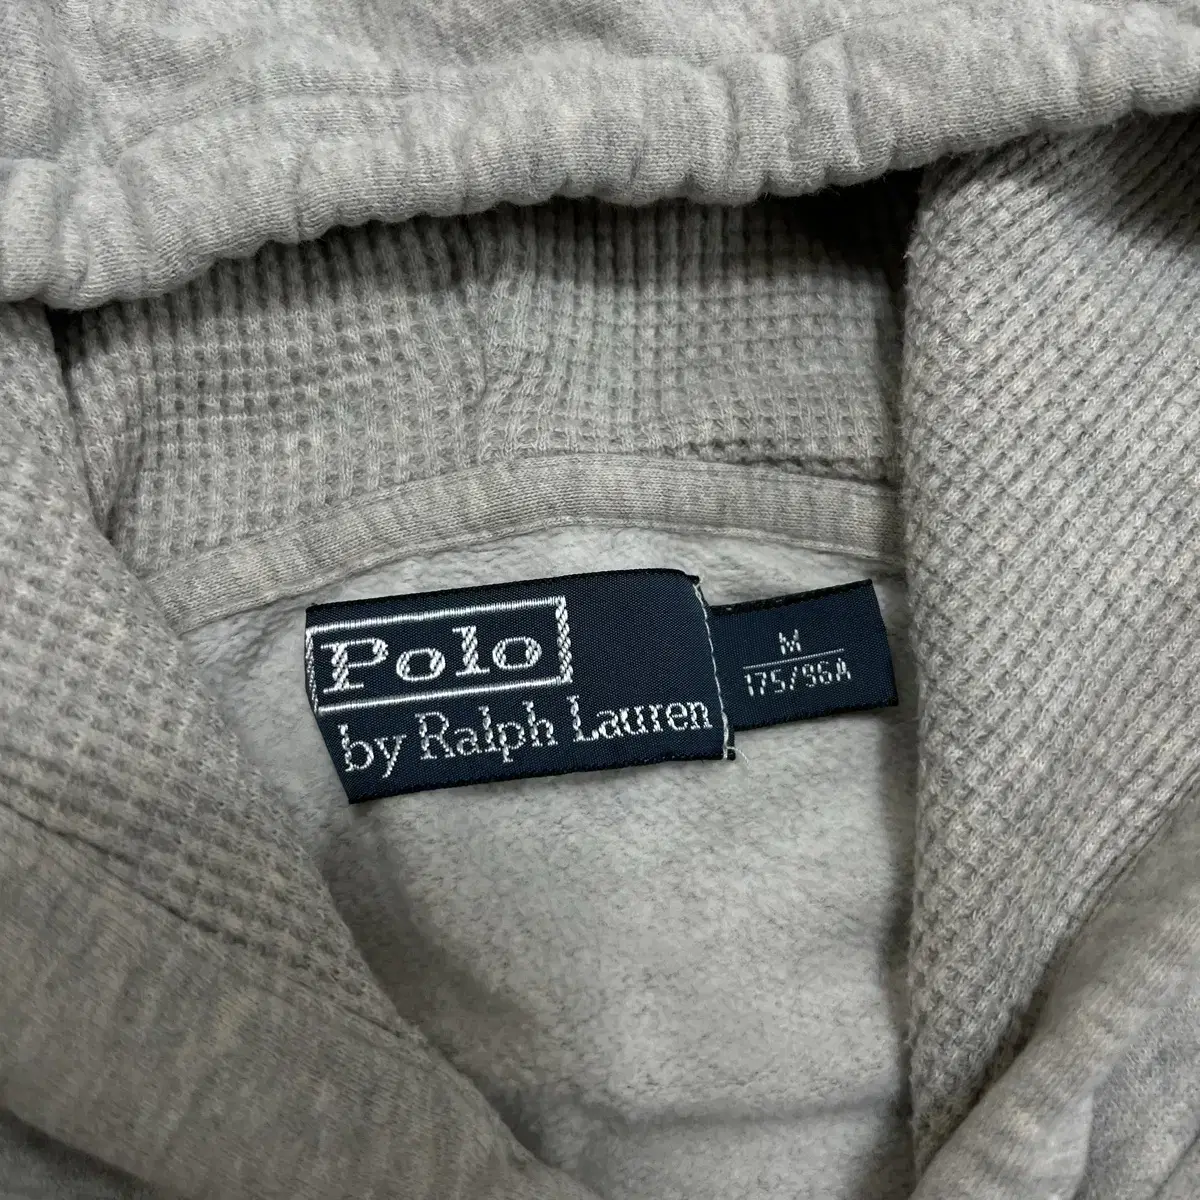 Polo
by Ralph Lauren
M
175/96A